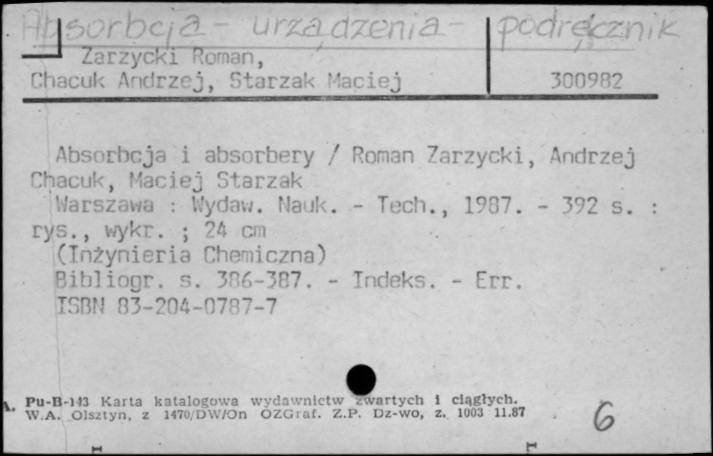 Absorbcja - urządzenia - podręcznik
Zarzycki Roman,
Chacuk Andrzej, Starzak Maciej
300982
Absorbcja i absorbery / Roman Zarzycki, Andrzej
Chacuk, Maciej Starzak
Warszawa : Wydaw. Nauk. - Tech., 1987. - 392 s. :
rys., wykr. ; 24 cm
(Inżynieria Chemiczna)
Bibliogr. s. 386-387. - Indeks. - Err.
ISBN 83-204-0787-7
Pu-B-143 Karta katalogowa wydawnictw zwartych i ciągłych.
W.A. Olsztyn, z 1470/DW/On OZGraf. Z.P. Dz-wo, z. 1003 11.87
6